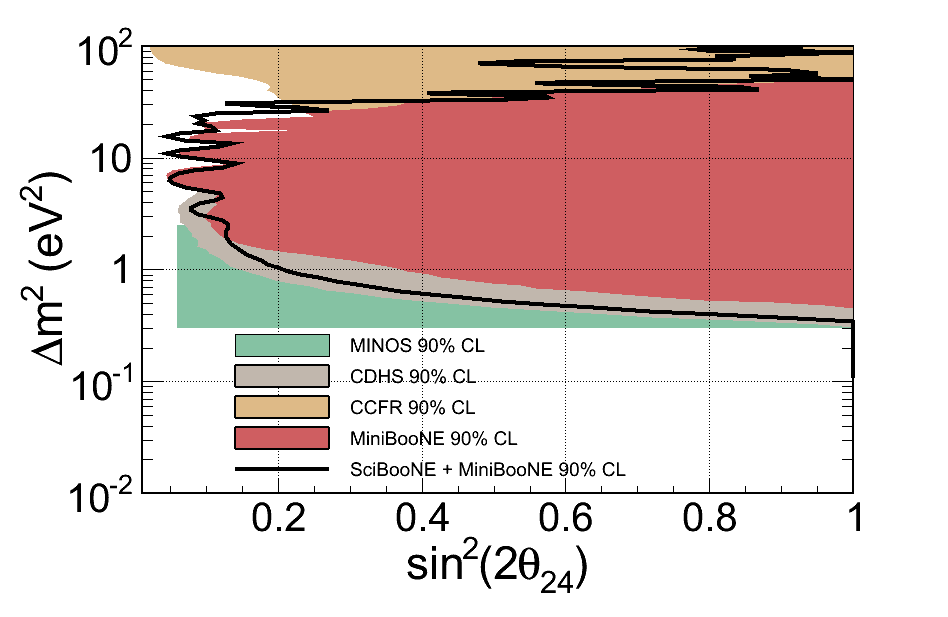 10²
10
1
10⁻¹
10⁻²
Δm² (eV²)
MINOS 90% CL
CDHS 90% CL
CCFR 90% CL
MiniBooNE 90% CL
SciBooNE + MiniBooNE 90% CL
0.2 0.4 0.6 0.8 1
sin²(2θ₂₄)